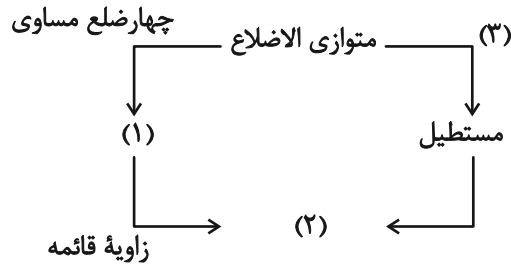 چهارضلع مساوی
متوازی الاضلاع
(۳)
(۱)
مستطیل
(۲)
زاویهٔ قائمه